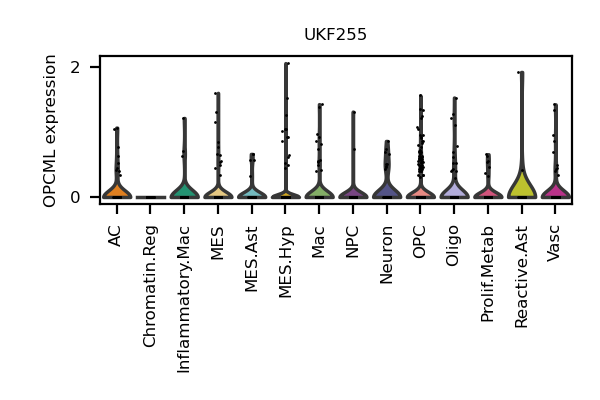 UKF255
OPCML expression
2
0
AC
Chromatin.Reg
Inflammatory.Mac
MES
MES.Ast
MES.Hyp
Mac
NPC
Neuron
OPC
Oligo
Prolif.Metab
Reactive.Ast
Vasc